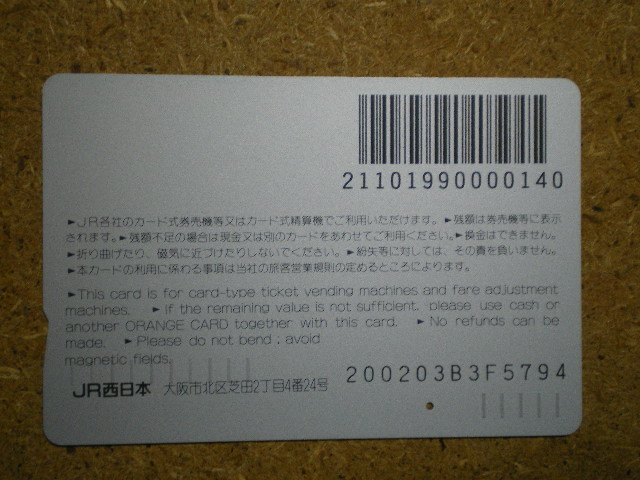 21101990000140
►JR各社のカード式券売機等又はカード式精算機でご利用いただけます。►残額は券売機等に表示
されます。►残額不足の場合は現金又は別のカードをあわせてご利用ください。►換金はできません。
►折り曲げたり、磁気に近づけたりしないでください。►紛失等に対しては、その責を負いません。
►本カードの利用に係わる事項は当社の旅客営業規則の定めるところによります。
►This card is for card-type ticket vending machines and fare adjustment
machines. ►If the remaining value is not sufficient, please use cash or
another ORANGE CARD together with this card. ►No refunds can be
made. ►Please do not bend; avoid
magnetic fields.
JR西日本 大阪市北区芝田2丁目4番24号
200203B3F5794